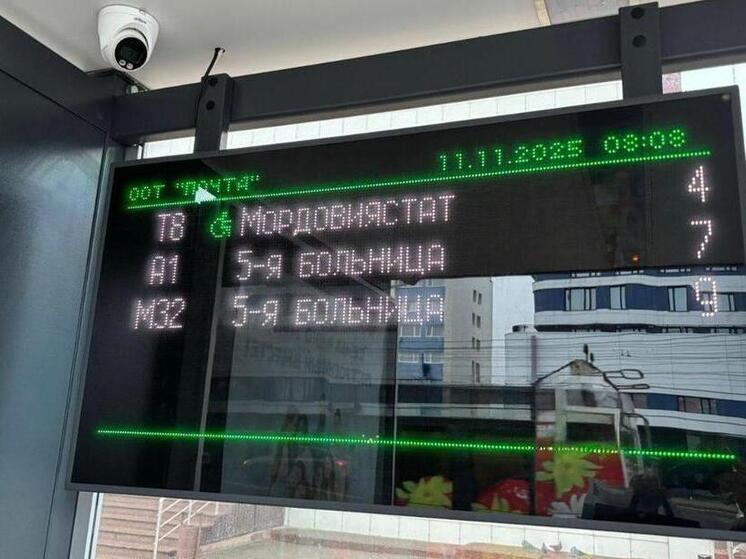 ООТ "ПОЧТА" 11.11.2025 08:08
Т8 МОРДОВИЯСТАТ 4
А1 5-Я БОЛЬНИЦА 7
М32 5-Я БОЛЬНИЦА 9